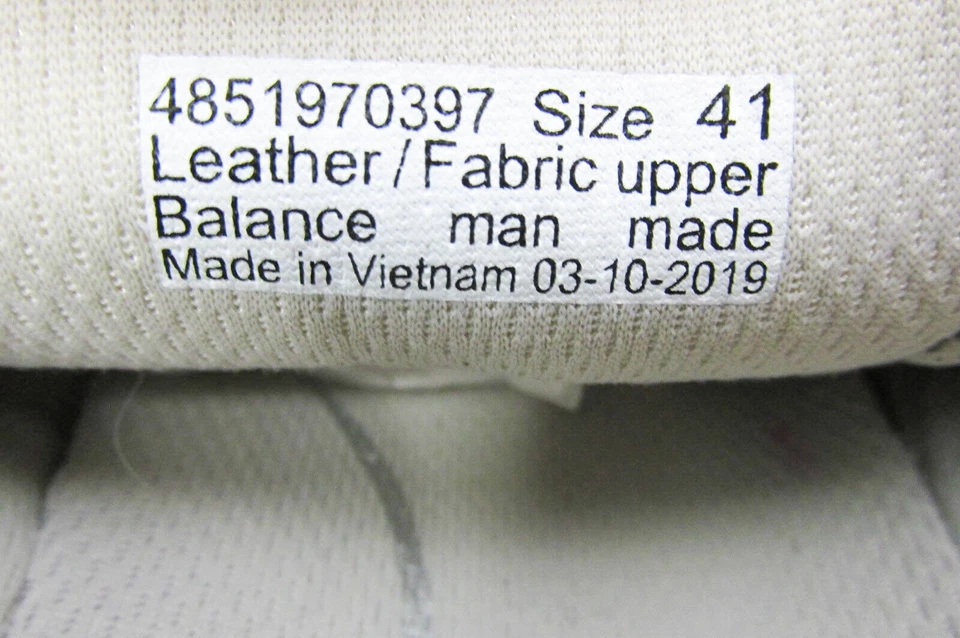 4851970397 Size 41
Leather / Fabric upper
Balance man made
Made in Vietnam 03-10-2019